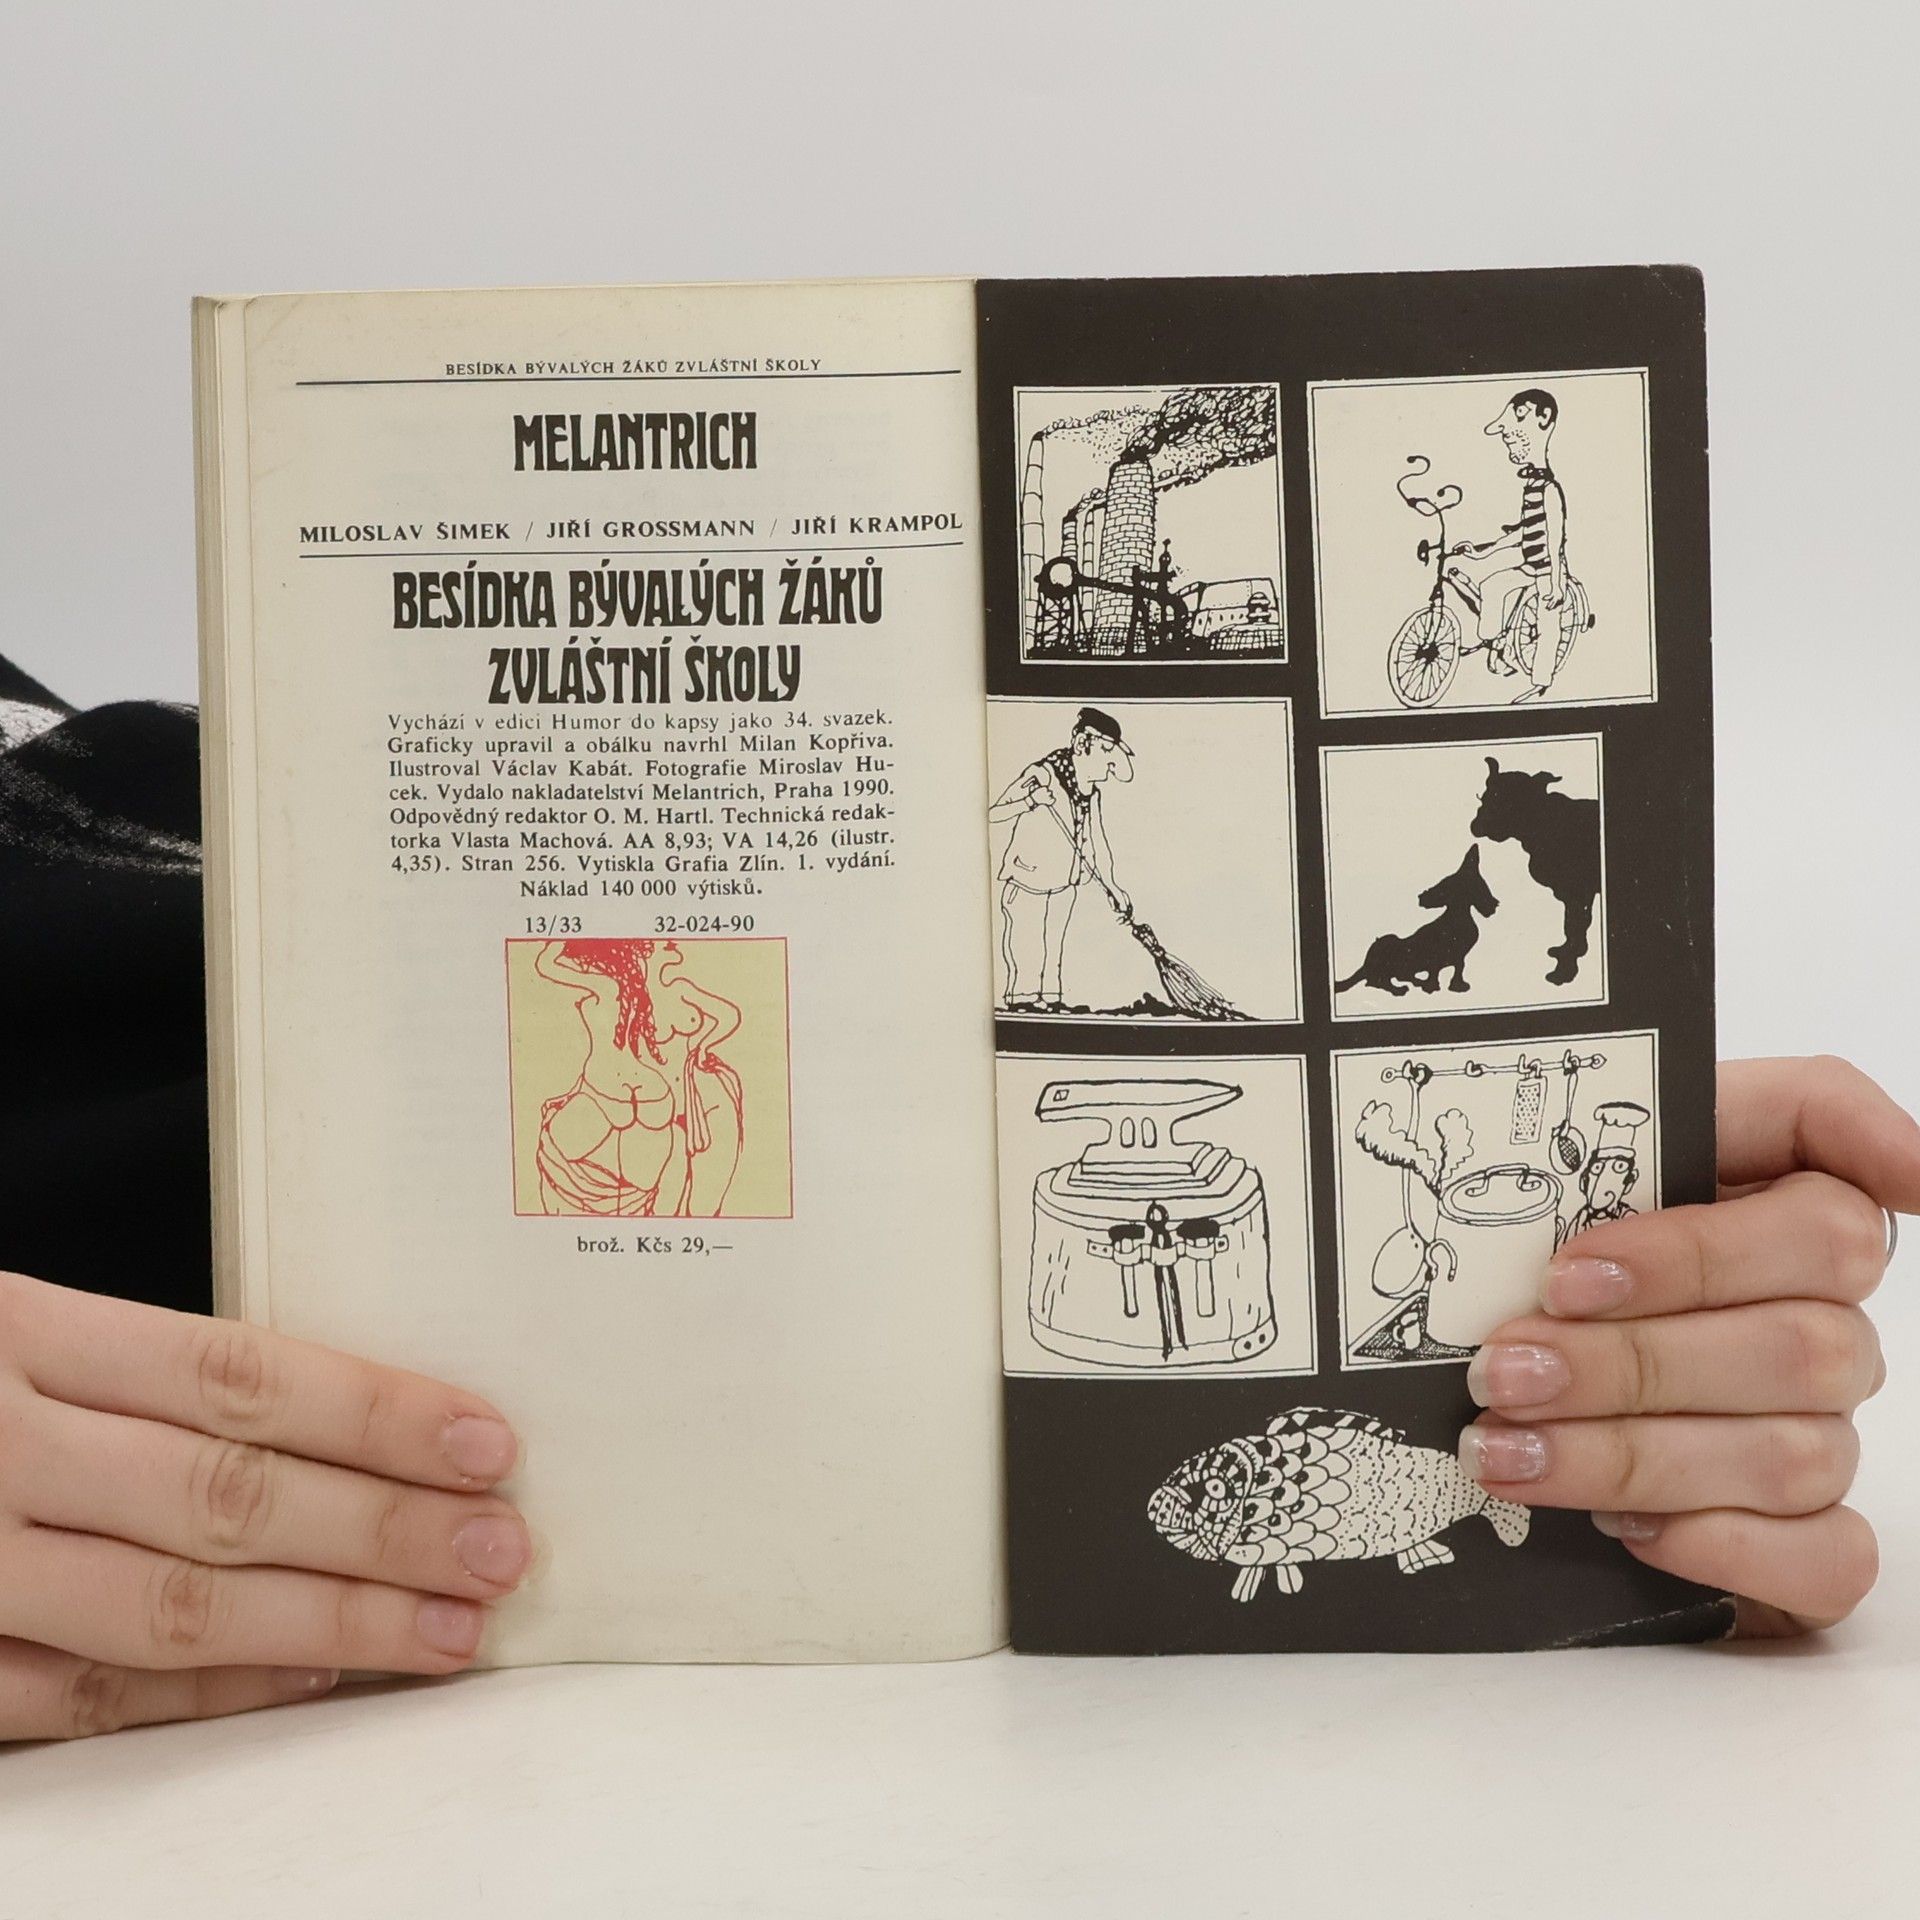 BESÍDKA BÝVALÝCH ŽÁKŮ ZVLÁŠTNÍ ŠKOLY
MELANTRICH
MILOSLAV ŠIMEK / JIŘÍ GROSSMANN / JIŘÍ KRAMPOL
BESÍDKA BÝVALÝCH ŽÁKŮ
ZVLÁŠTNÍ ŠKOLY
Vychází v edici Humor do kapsy jako 34. svazek.
Graficky upravil a obálku navrhl Milan Kopřiva.
Ilustroval Václav Kabát. Fotografie Miroslav Hu-
cek. Vydalo nakladatelství Melantrich, Praha 1990.
Odpovědný redaktor O. M. Hartl. Technická redak-
torka Vlasta Machová. AA 8,93; VA 14,26 (ilustr.
4,35). Stran 256. Vytiskla Grafia Zlín. 1. vydání.
Náklad 140 000 výtisků.
13/33 32-024-90
brož. Kčs 29,—